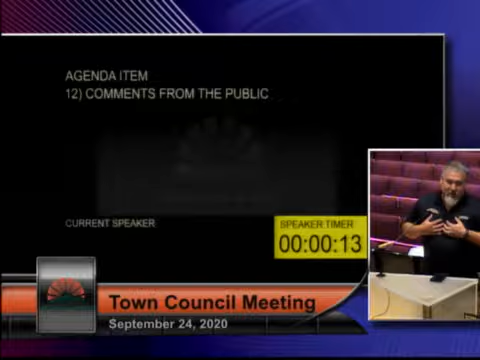 AGENDA ITEM
12) COMMENTS FROM THE PUBLIC
CURRENT SPEAKER
SPEAKER TIMER
00:00:13
Town Council Meeting
September 24, 2020